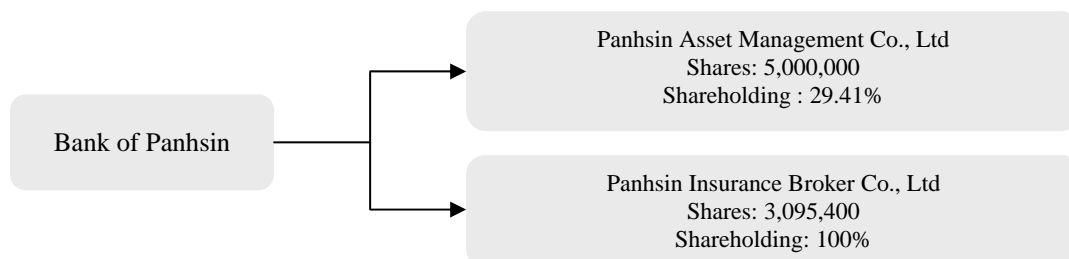 Bank of Panhsin
Panhsin Asset Management Co., Ltd
Shares: 5,000,000
Shareholding : 29.41%
Panhsin Insurance Broker Co., Ltd
Shares: 3,095,400
Shareholding: 100%